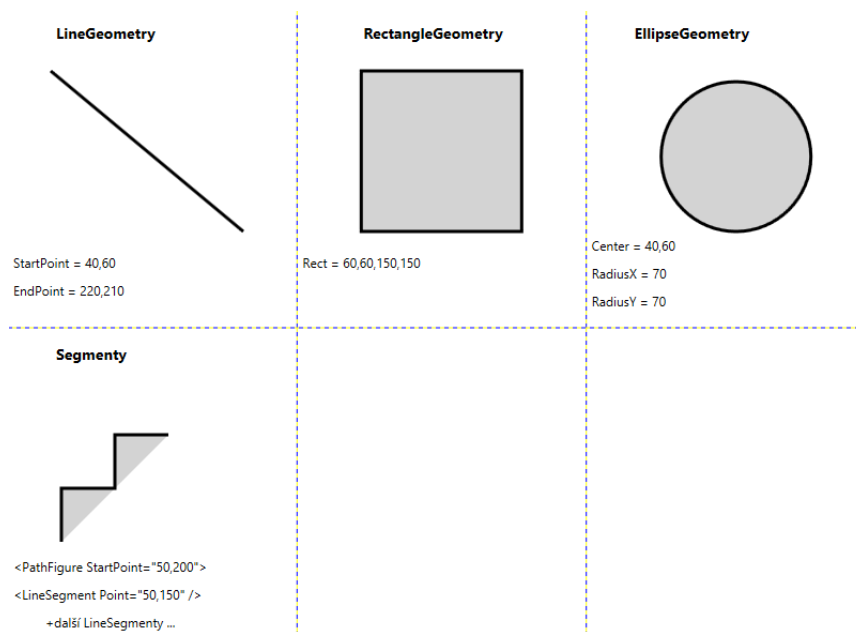 LineGeometry
StartPoint = 40,60
EndPoint = 220,210
RectangleGeometry
Rect = 60,60,150,150
EllipseGeometry
Center = 40,60
RadiusX = 70
RadiusY = 70
Segmenty
<PathFigure StartPoint="50,200">
<LineSegment Point="50,150" />
+další LineSegmenty ...